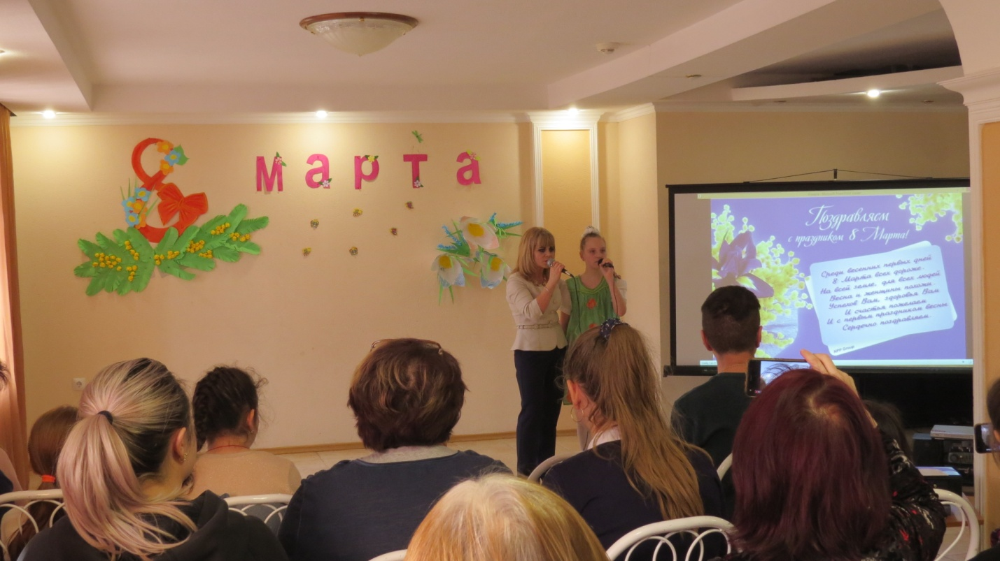 8 марта
Поздравляем
с праздником 8 Марта!
Среди весенних первых дней
8 Марта всех дороже.
На всей земле, для всех людей
Весна и женщины похожи.
Успехов Вам, здоровья Вам
И счастья пожелаем
И с первым праздником весны
Сердечно поздравляем.